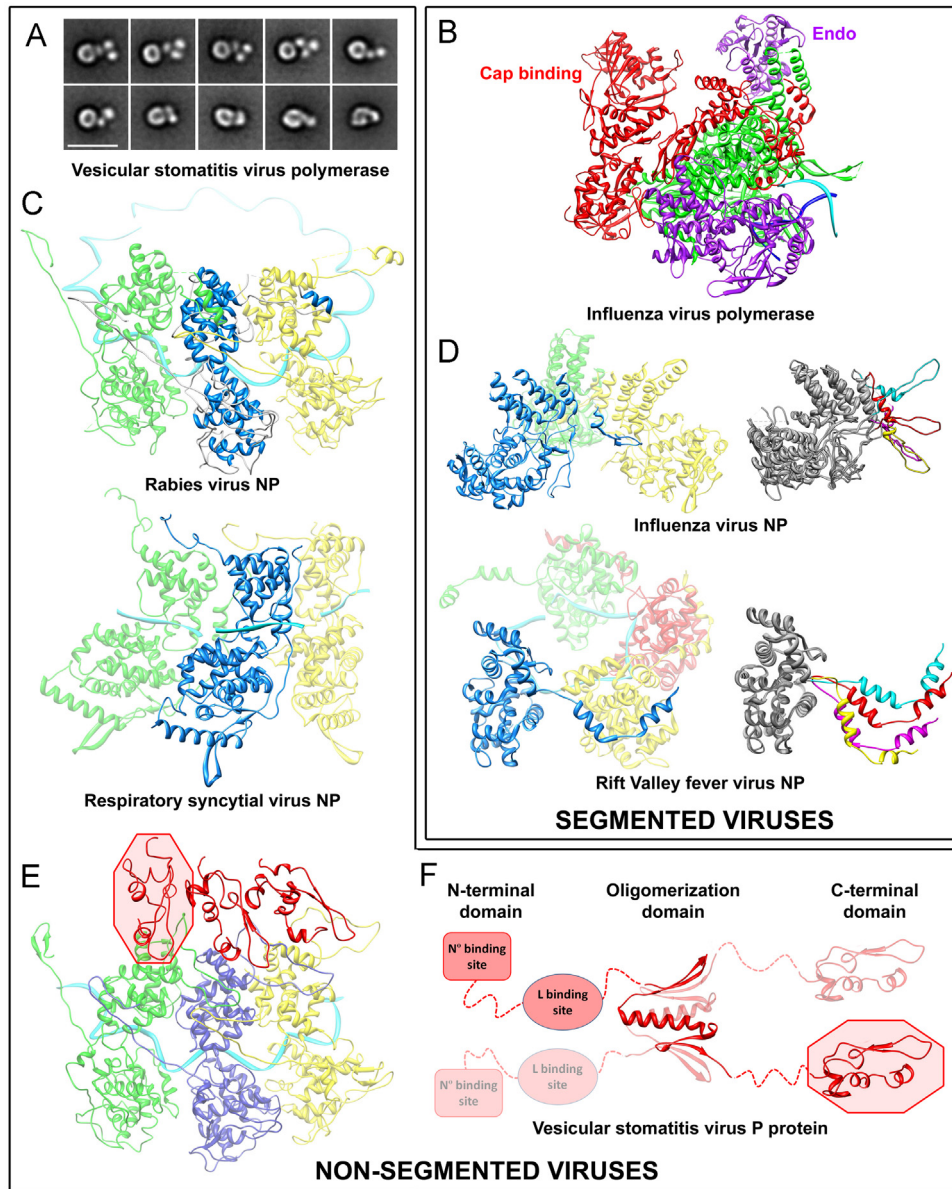 A
Vesicular stomatitis virus polymerase
B
Cap binding
Endo
Influenza virus polymerase
C
Rabies virus NP
Respiratory syncytial virus NP
D
Influenza virus NP
Rift Valley fever virus NP
SEGMENTED VIRUSES
E
F
N-terminal
domain
Oligomerization
domain
C-terminal
domain
N° binding
site
L binding
site
N° binding
site
L binding
site
Vesicular stomatitis virus P protein
NON-SEGMENTED VIRUSES